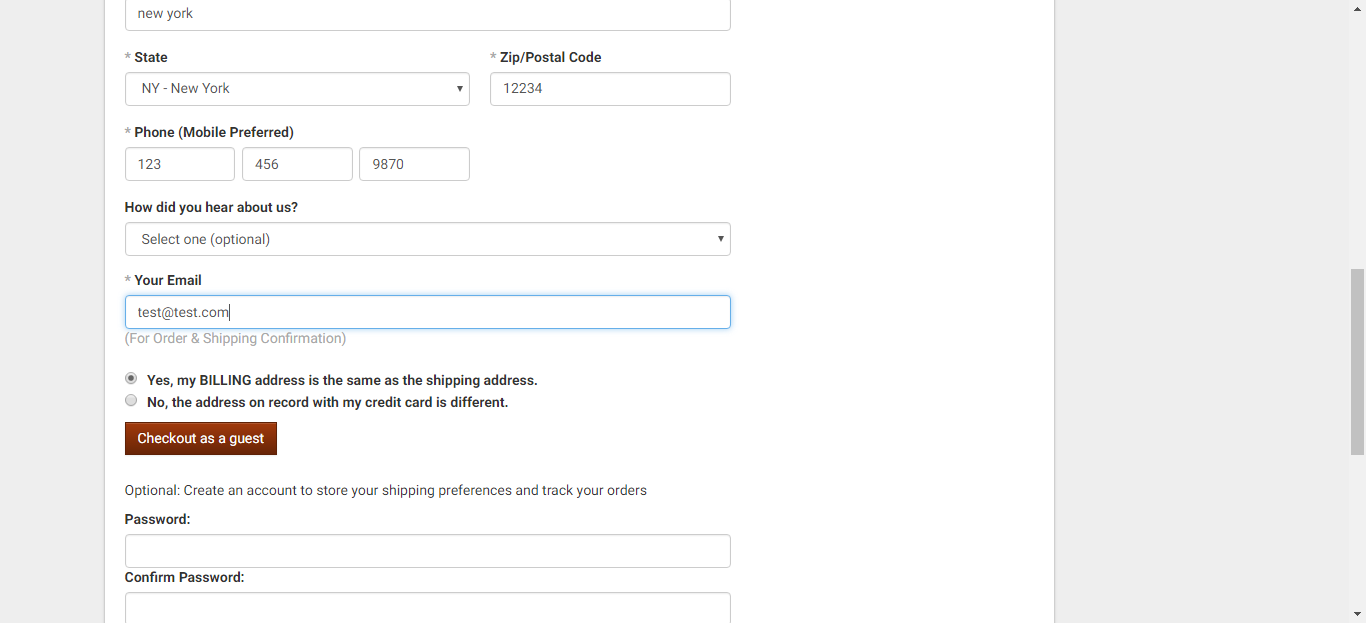 new york
* State * Zip/Postal Code
NY - New York 12234
* Phone (Mobile Preferred)
123 456 9870
How did you hear about us?
Select one (optional)
* Your Email
test@test.com
(For Order & Shipping Confirmation)
Yes, my BILLING address is the same as the shipping address.
No, the address on record with my credit card is different.
Checkout as a guest
Optional: Create an account to store your shipping preferences and track your orders
Password:
Confirm Password: